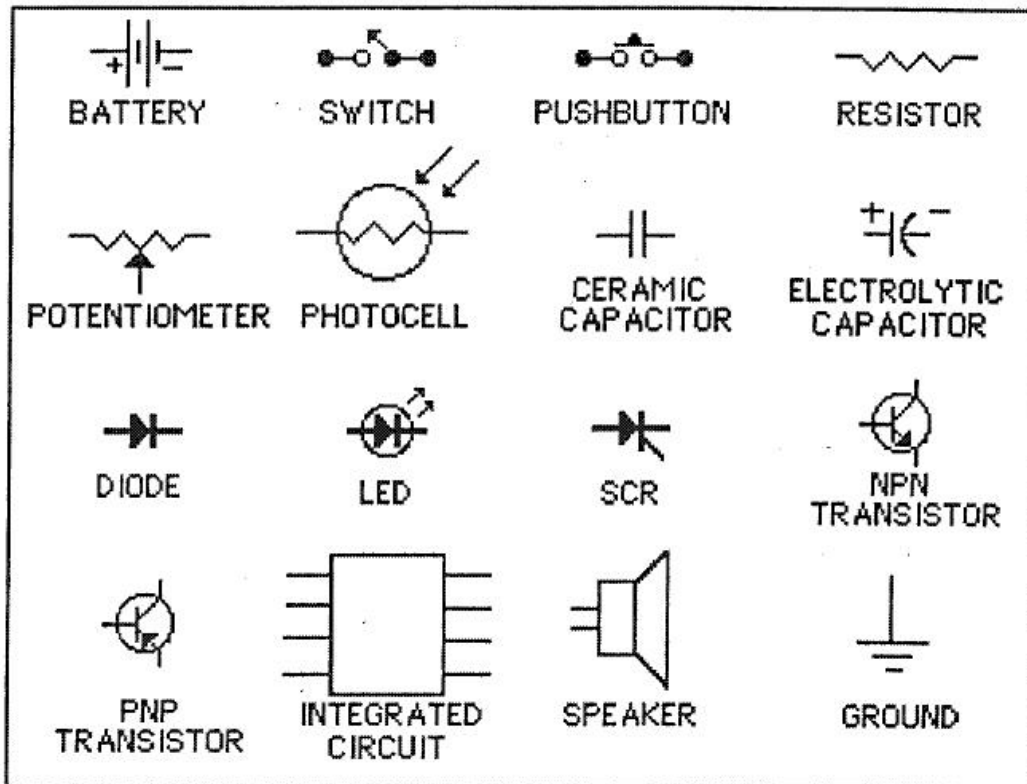 + -
BATTERY
SWITCH
PUSHBUTTON
RESISTOR
POTENTIOMETER
PHOTOCELL
CERAMIC
CAPACITOR
+ -
ELECTROLYTIC
CAPACITOR
DIODE
LED
SCR
NPN
TRANSISTOR
PNP
TRANSISTOR
INTEGRATED
CIRCUIT
SPEAKER
GROUND